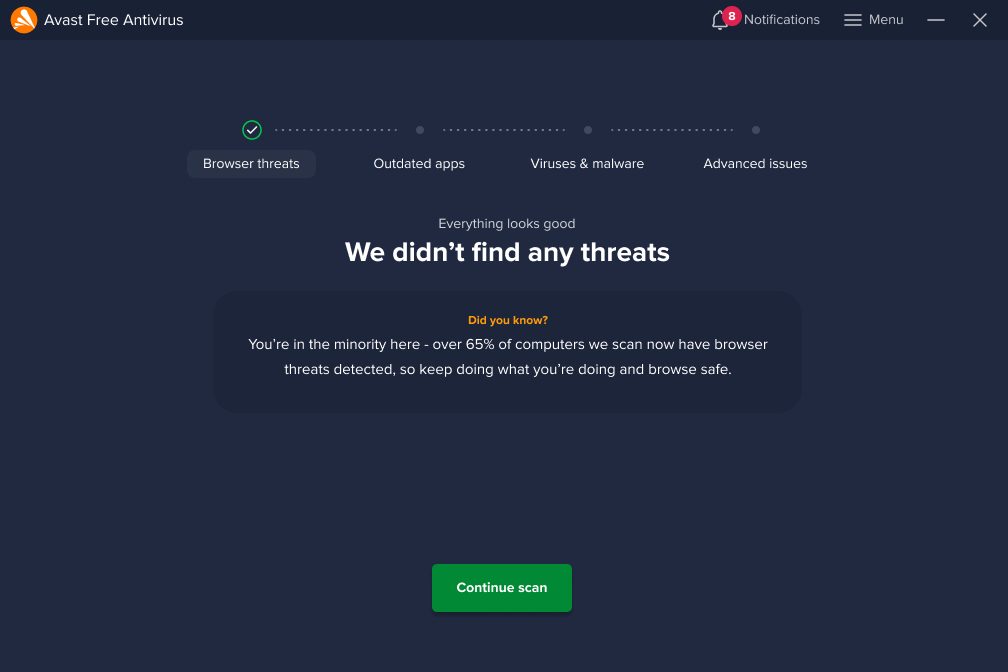 Avast Free Antivirus
8 Notifications
Menu
Browser threats
Outdated apps
Viruses & malware
Advanced issues
Everything looks good
We didn’t find any threats
Did you know?
You’re in the minority here - over 65% of computers we scan now have browser
threats detected, so keep doing what you’re doing and browse safe.
Continue scan